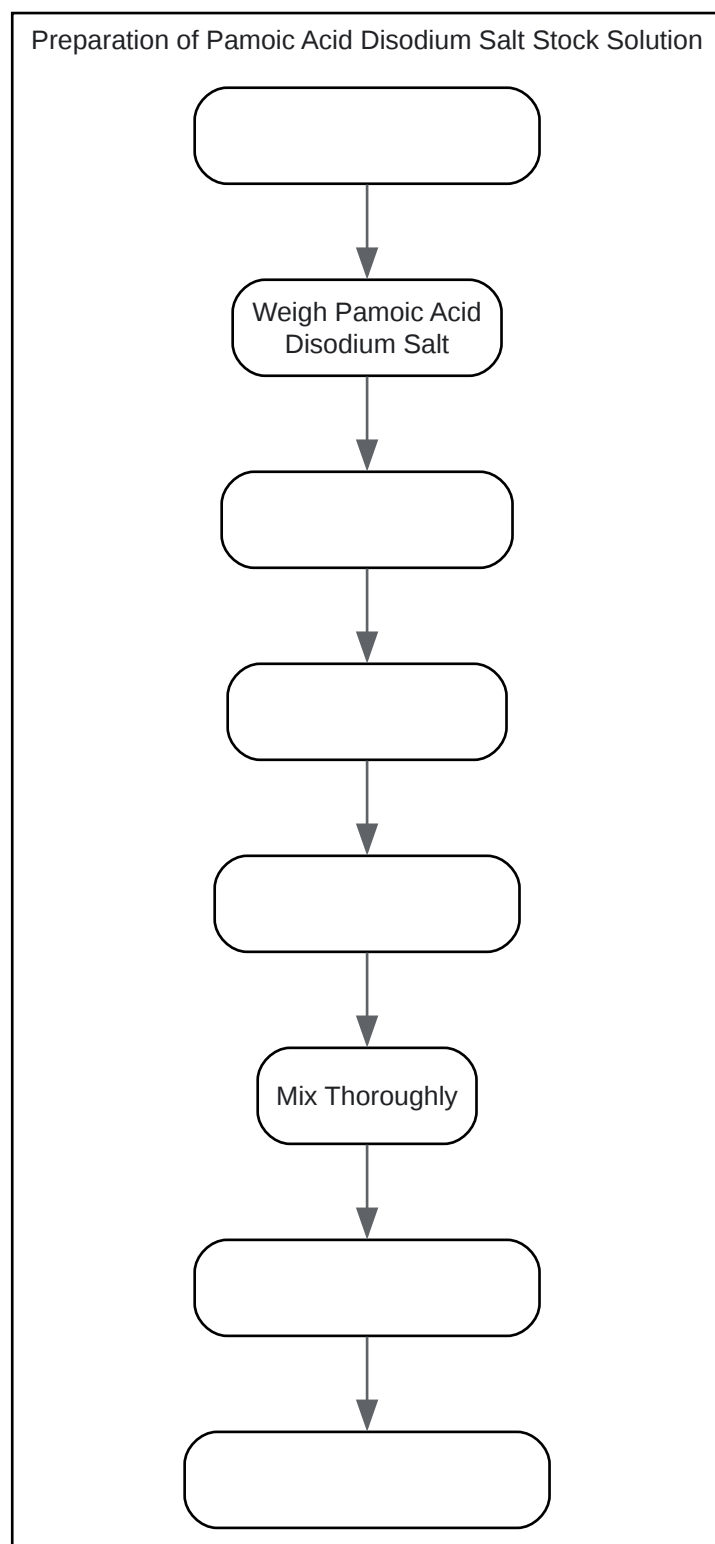 Preparation of Pamoic Acid Disodium Salt Stock Solution
Weigh Pamoic Acid
Disodium Salt
Mix Thoroughly